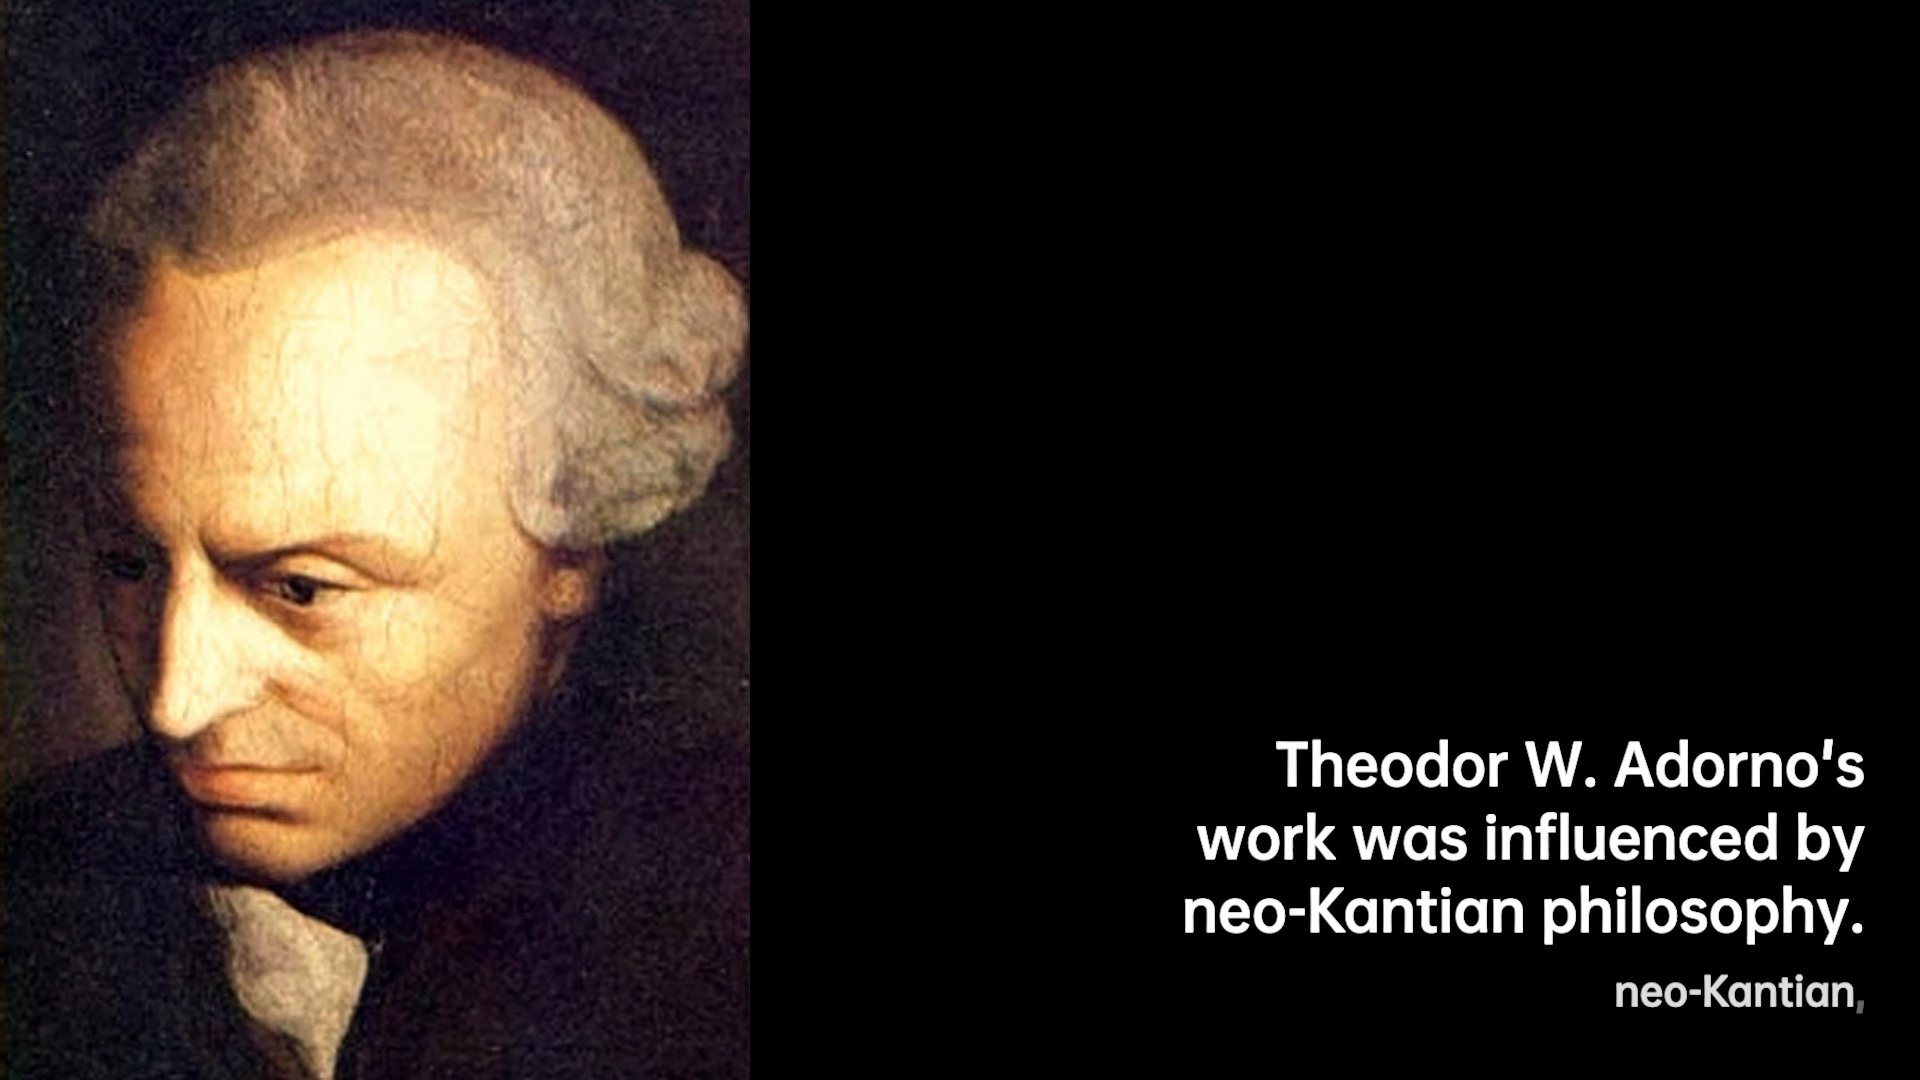 Theodor W. Adorno's
work was influenced by
neo-Kantian philosophy.
neo-Kantian,